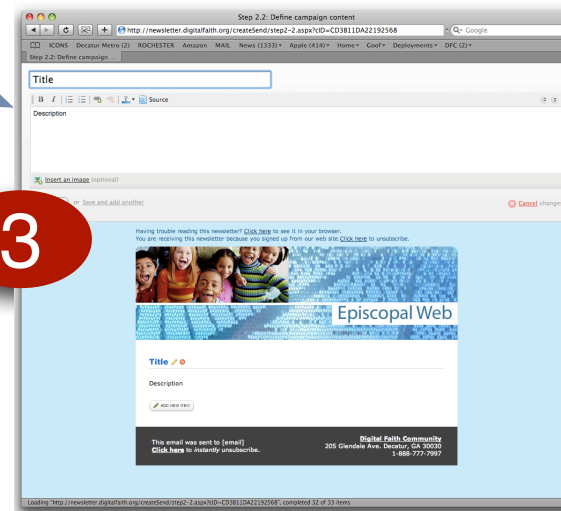 Step 2.2: Define campaign content
http://newsletter.digitalfaith.org/createSend/step2-2.aspx?cID=CD3B11DA22192568
Google
ICONS Decatur Metro (2) ROCHESTER Amazon MAIL News (1333) Apple (414) Home Goof Deployments DFC (2)
Step 2.2: Define campaign ...
Title
B I Source
Description
Insert an image (optional)
or Save and add another
Cancel changes
3
Having trouble reading this newsletter? Click here to see it in your browser.
You are receiving this newsletter because you signed up from our web site.Click here to unsubscribe.
Episcopal Web
Title
Description
ADD NEW ITEM
This email was sent to [email]
Click here to instantly unsubscribe.
Digital Faith Community
205 Glendale Ave. Decatur, GA 30030
1-888-777-7997
Loading "http://newsletter.digitalfaith.org/createSend/step2-2.aspx?cID=CD3B11DA22192568", completed 32 of 33 items